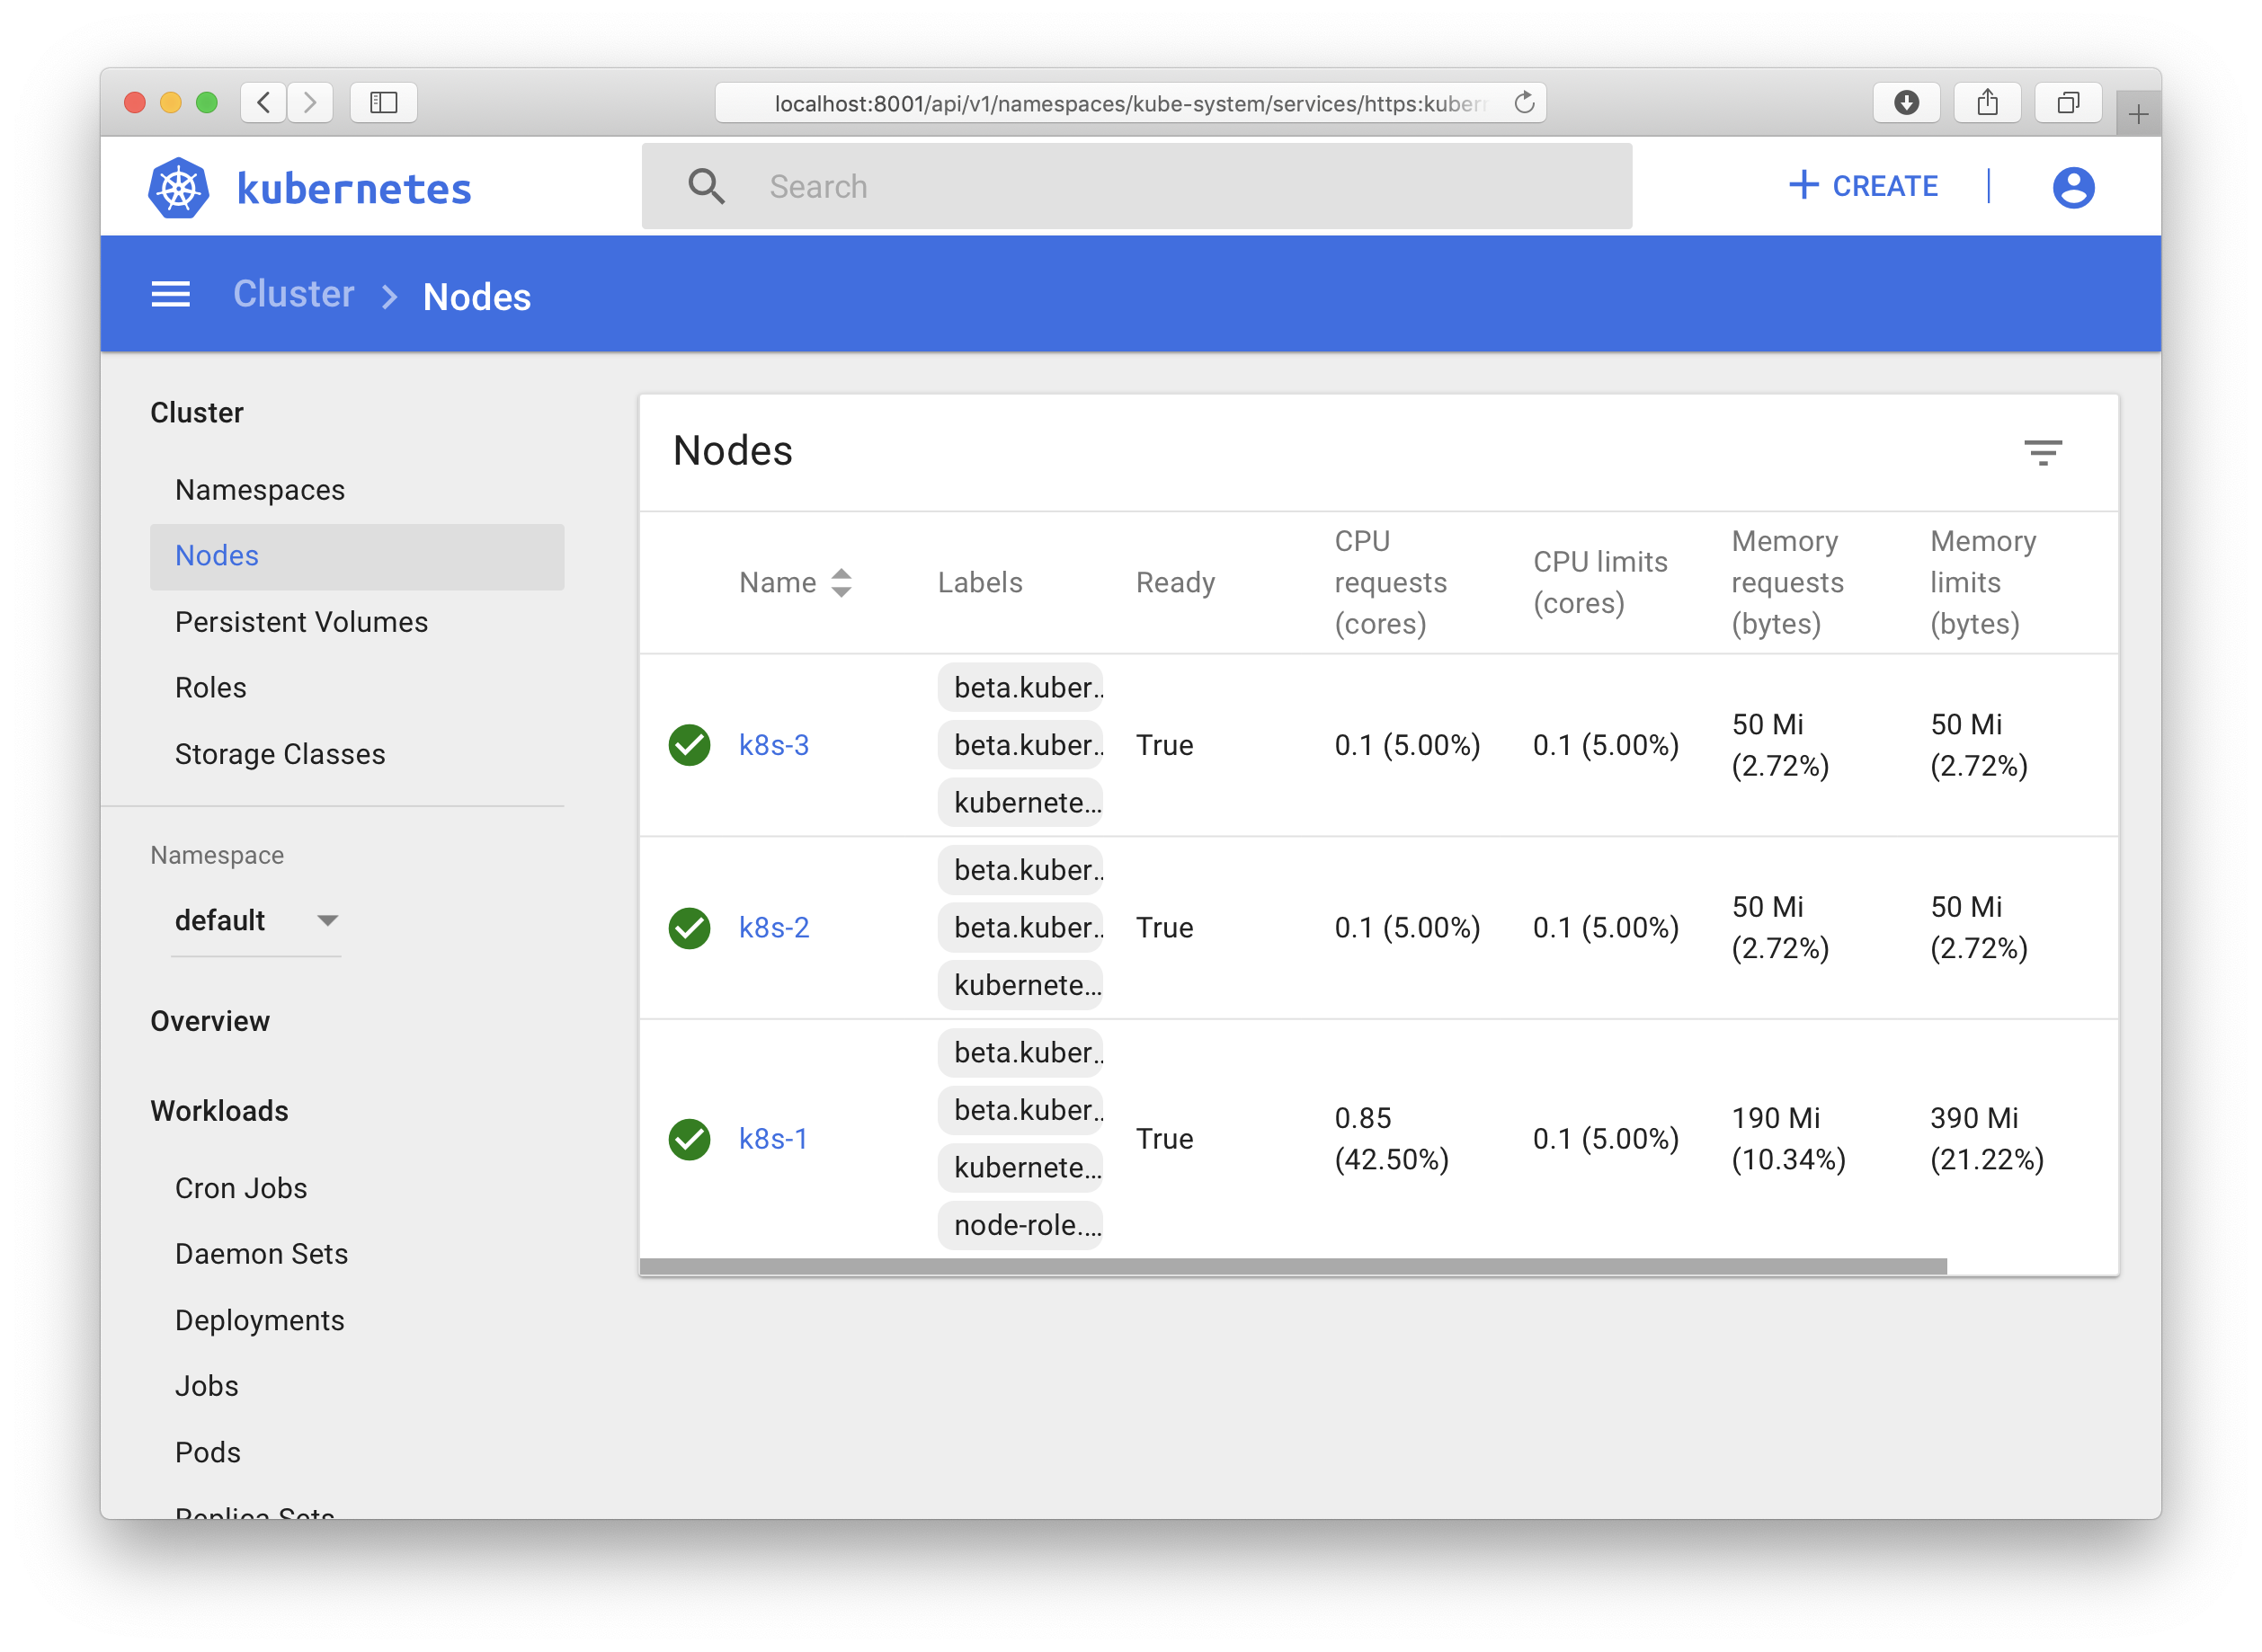 localhost:8001/api/v1/namespaces/kube-system/services/https:kuber
kubernetes
Search
CREATE
Cluster
Nodes
Cluster
Namespaces
Nodes
Persistent Volumes
Roles
Storage Classes
Namespace
default
Overview
Workloads
Cron Jobs
Daemon Sets
Deployments
Jobs
Pods
Replica Sets
Nodes
Name
Labels
Ready
CPU
requests
(cores)
CPU limits
(cores)
Memory
requests
(bytes)
Memory
limits
(bytes)
k8s-3
beta.kuber..
beta.kuber..
kubernete...
True
0.1 (5.00%)
0.1 (5.00%)
50 Mi
(2.72%)
50 Mi
(2.72%)
k8s-2
beta.kuber..
beta.kuber..
kubernete...
True
0.1 (5.00%)
0.1 (5.00%)
50 Mi
(2.72%)
50 Mi
(2.72%)
k8s-1
beta.kuber..
beta.kuber..
kubernete...
node-role....
True
0.85
(42.50%)
0.1 (5.00%)
190 Mi
(10.34%)
390 Mi
(21.22%)